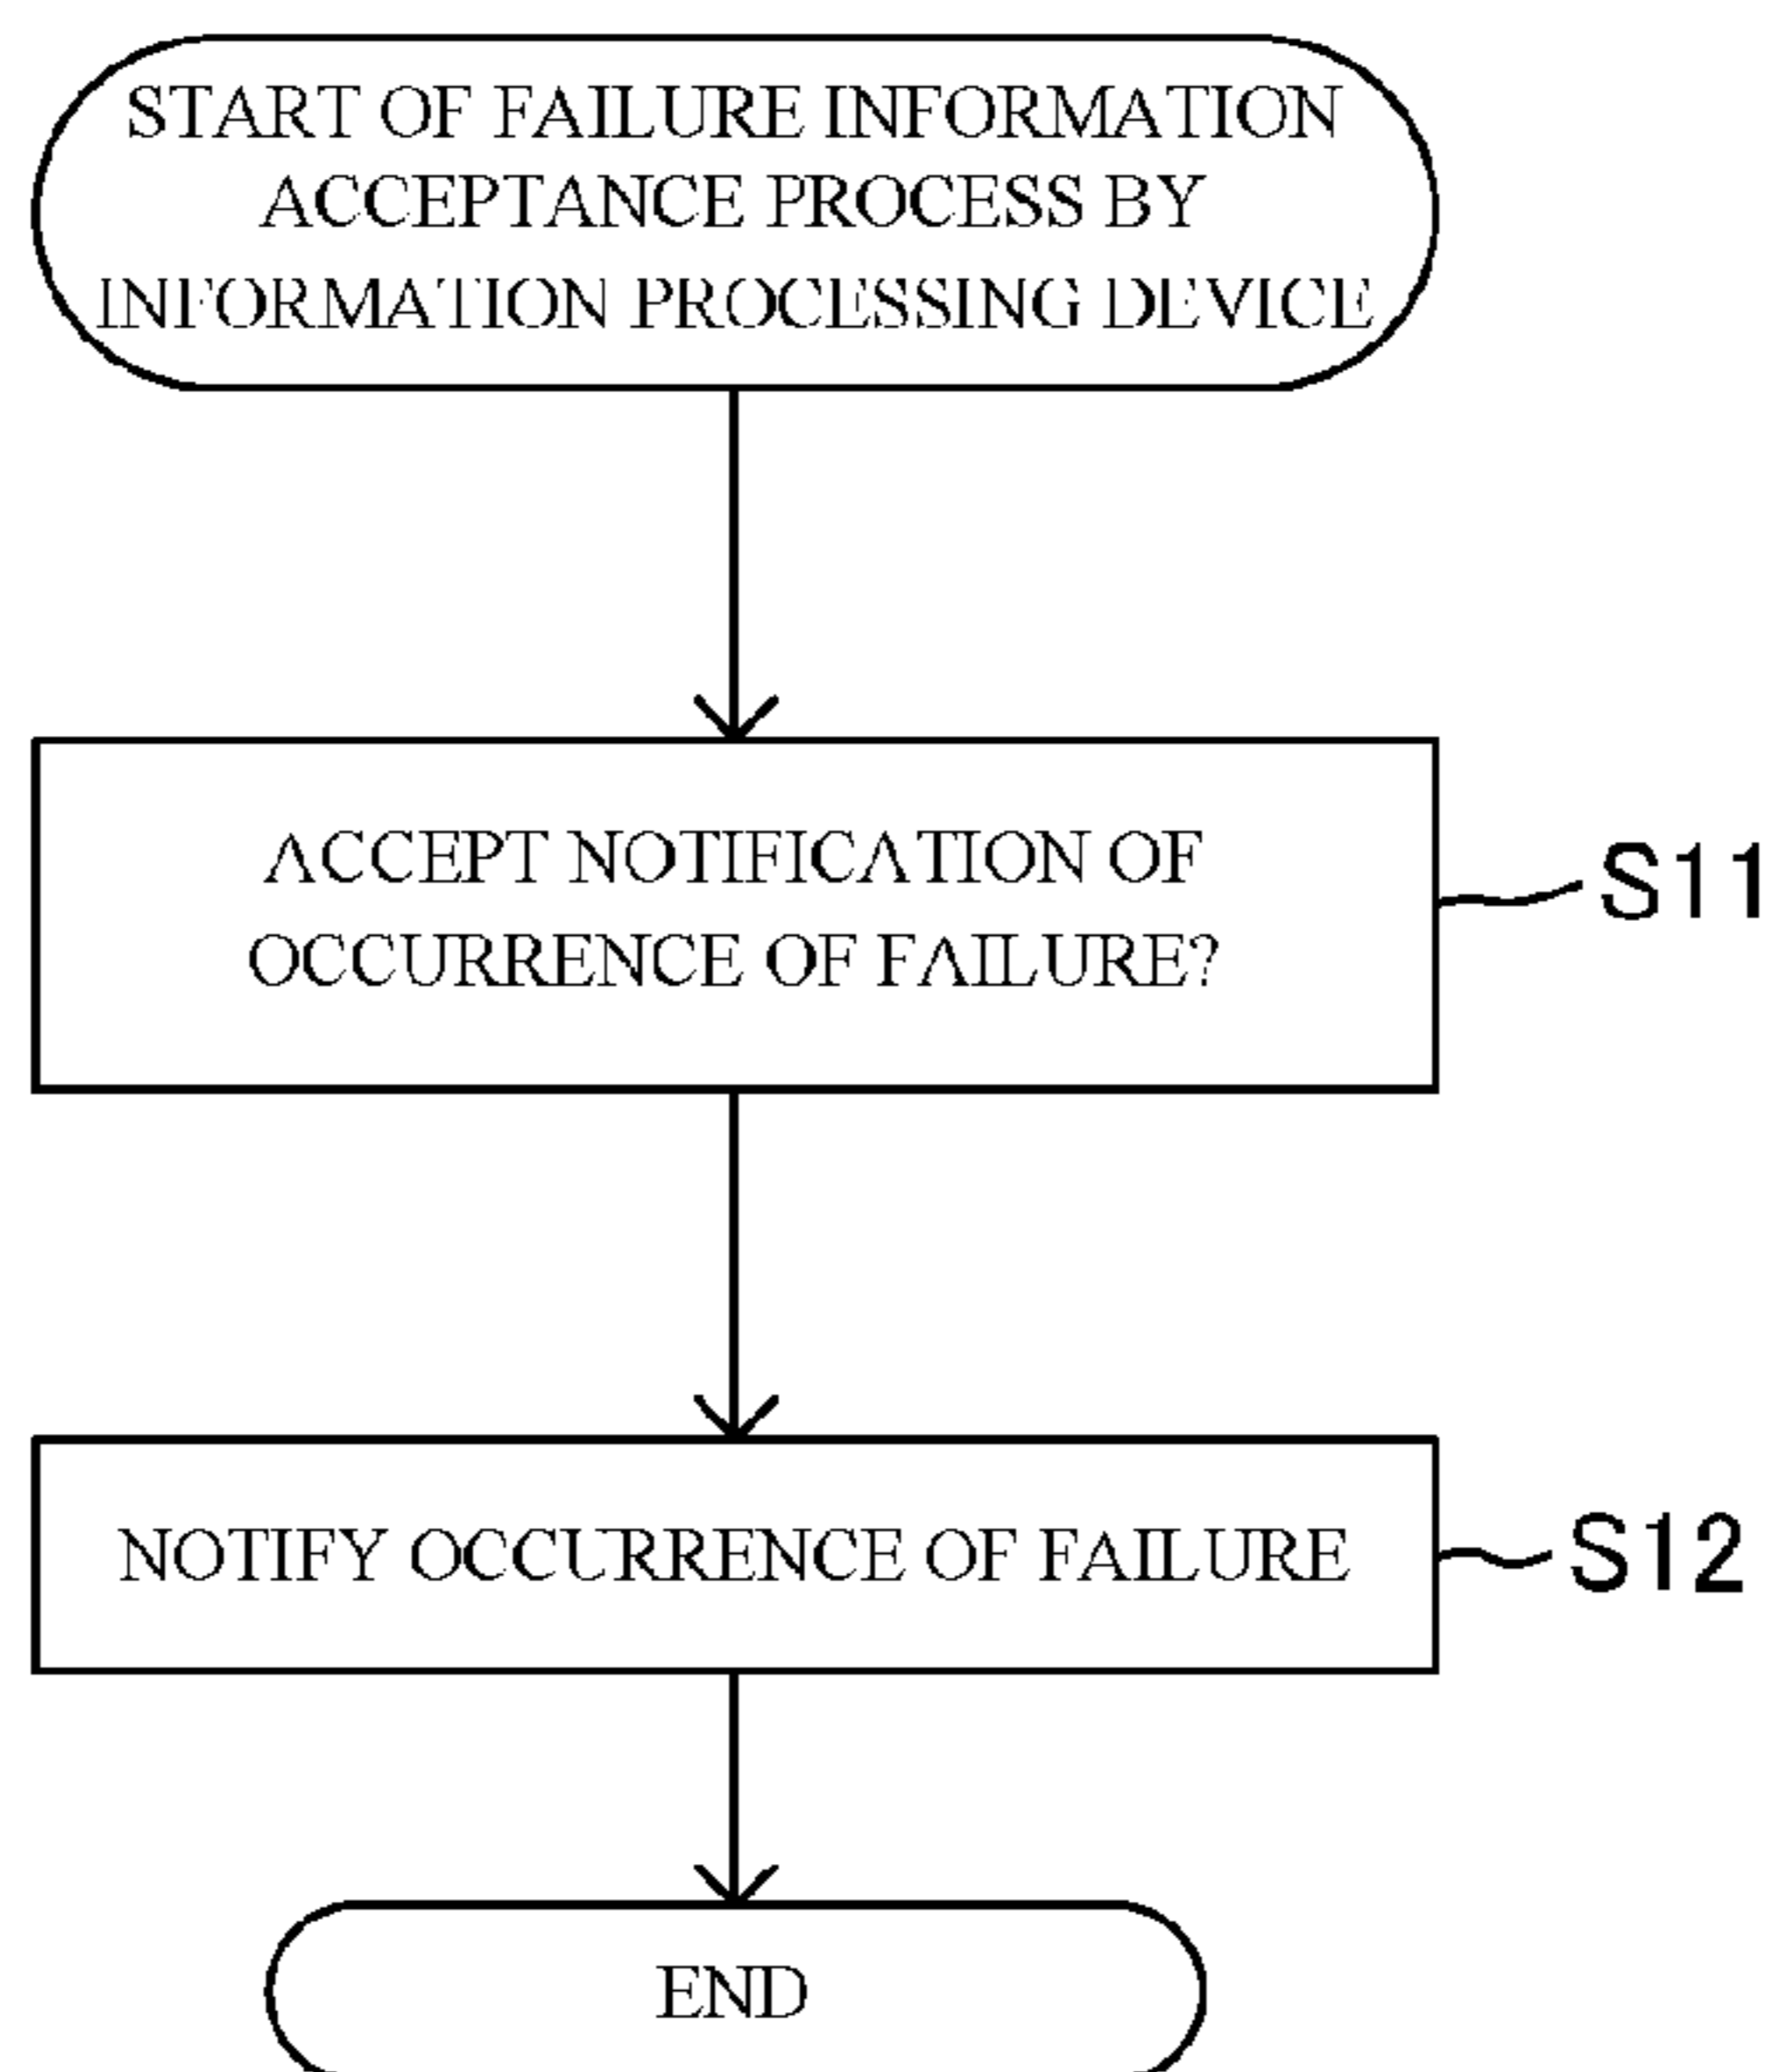 START OF FAILURE INFORMATION
ACCEPTANCE PROCESS BY
INFORMATION PROCESSING DEVICE
ACCEPT NOTIFICATION OF
OCCURRENCE OF FAILURE?
S11
NOTIFY OCCURRENCE OF FAILURE
S12
END